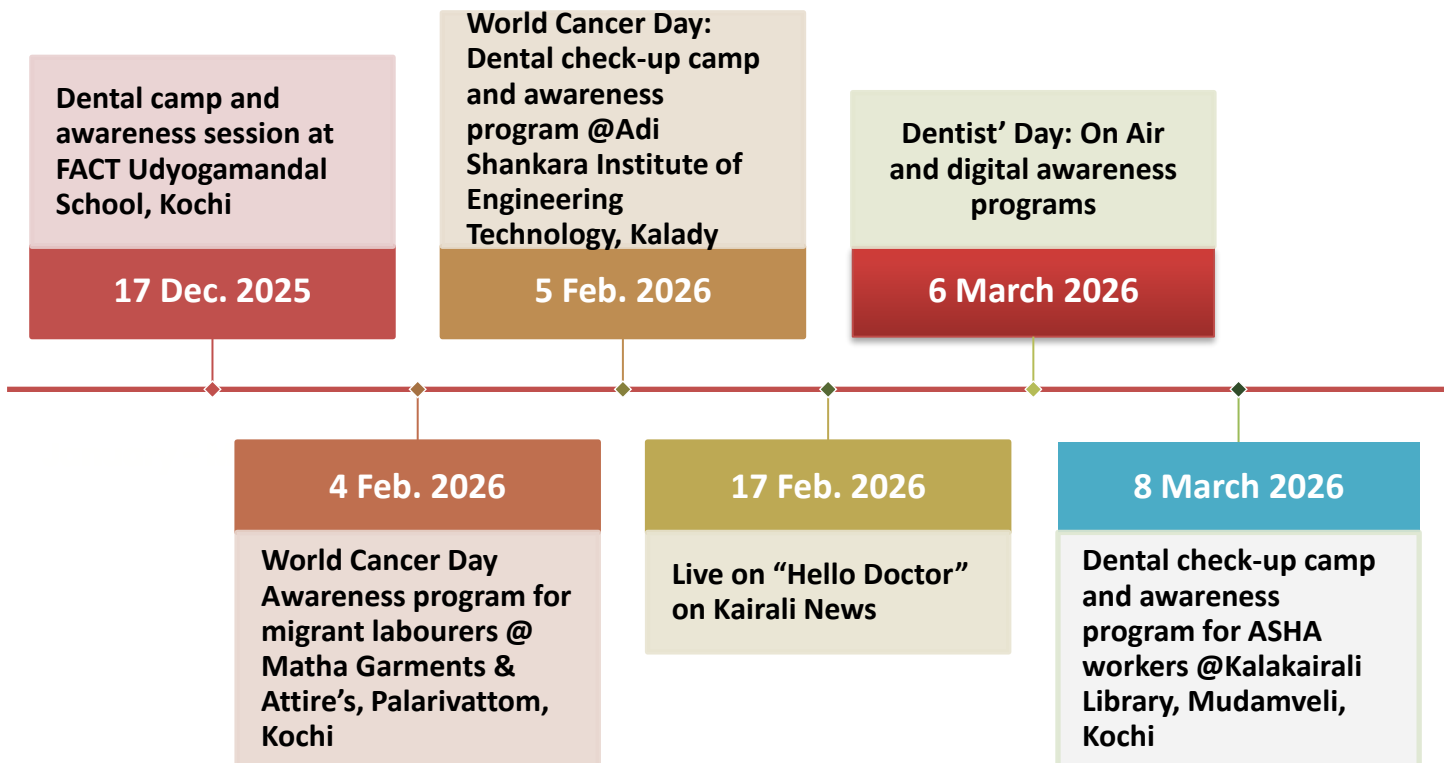 Dental camp and
awareness session at
FACT Udyogamandal
School, Kochi
17 Dec. 2025
World Cancer Day:
Dental check-up camp
and awareness
program @Adi
Shankara Institute of
Engineering
Technology, Kalady
5 Feb. 2026
Dentist’ Day: On Air
and digital awareness
programs
6 March 2026
4 Feb. 2026
World Cancer Day
Awareness program for
migrant labourers @
Matha Garments &
Attire’s, Palarivattom,
Kochi
17 Feb. 2026
Live on “Hello Doctor”
on Kairali News
8 March 2026
Dental check-up camp
and awareness
program for ASHA
workers @Kalakairali
Library, Mudamveli,
Kochi